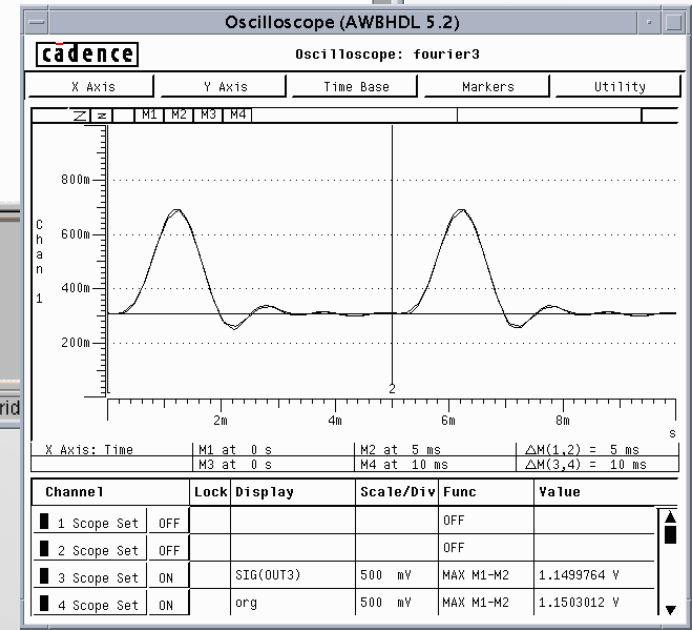 Oscilloscope (AWBHDL 5.2)
cādence
Oscilloscope: fourier3
X Axis Y Axis Time Base Markers Utility
Z z M1 M2 M3 M4
800m
600m
400m
200m
Chan 1
2
2m 4m 6m 8m
s
X Axis: Time M1 at 0 s M2 at 5 ms △M(1,2) = 5 ms
M3 at 0 s M4 at 10 ms △M(3,4) = 10 ms
Channel Lock Display Scale/Div Func Value
1 Scope Set OFF OFF
2 Scope Set OFF OFF
3 Scope Set ON SIG(OUT3) 500 mV MAX M1-M2 1.1499764 V
4 Scope Set ON org 500 mV MAX M1-M2 1.1503012 V
rid